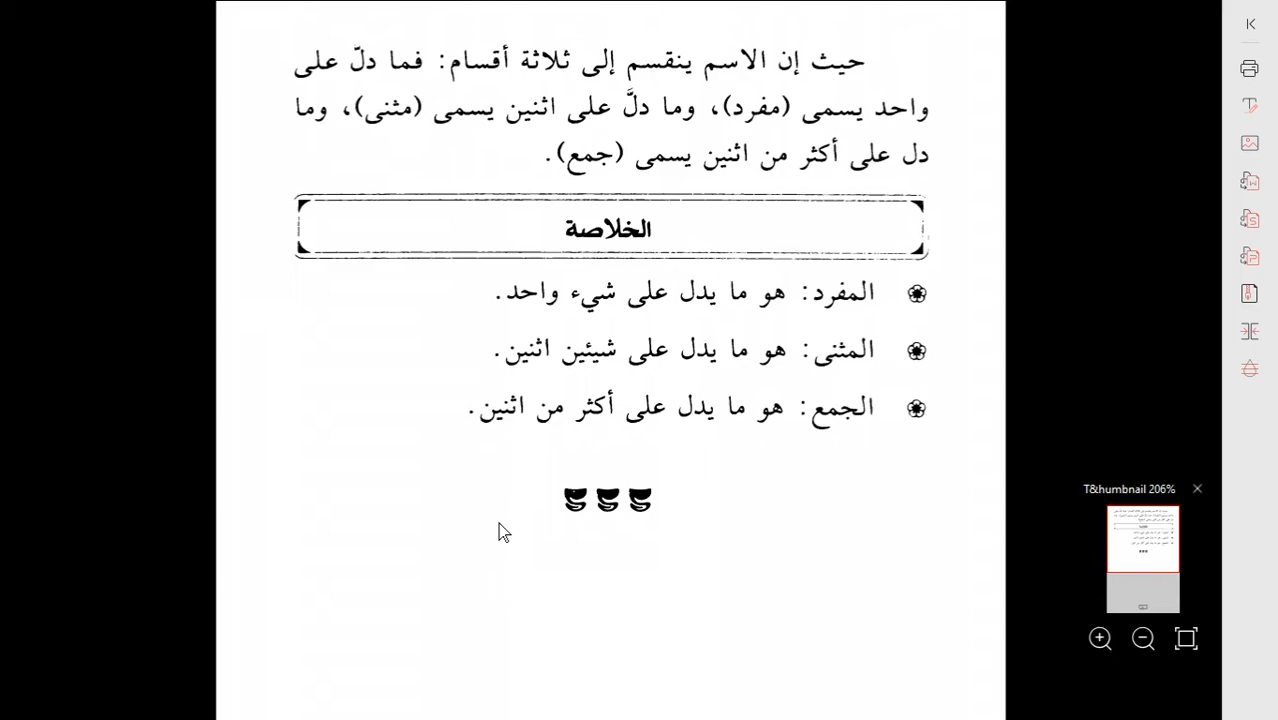 حيث إن الاسم ينقسم إلى ثلاثة أقسام: فما دلّ على
واحد يسمى (مفرد)، وما دلَّ على اثنين يسمى (مثنى)، وما
دل على أكثر من اثنين يسمى (جمع).
الخلاصة
المفرد: هو ما يدل على شيء واحد.
المثنى: هو ما يدل على شيئين اثنين.
الجمع: هو ما يدل على أكثر من اثنين.
T&humbnail 206%